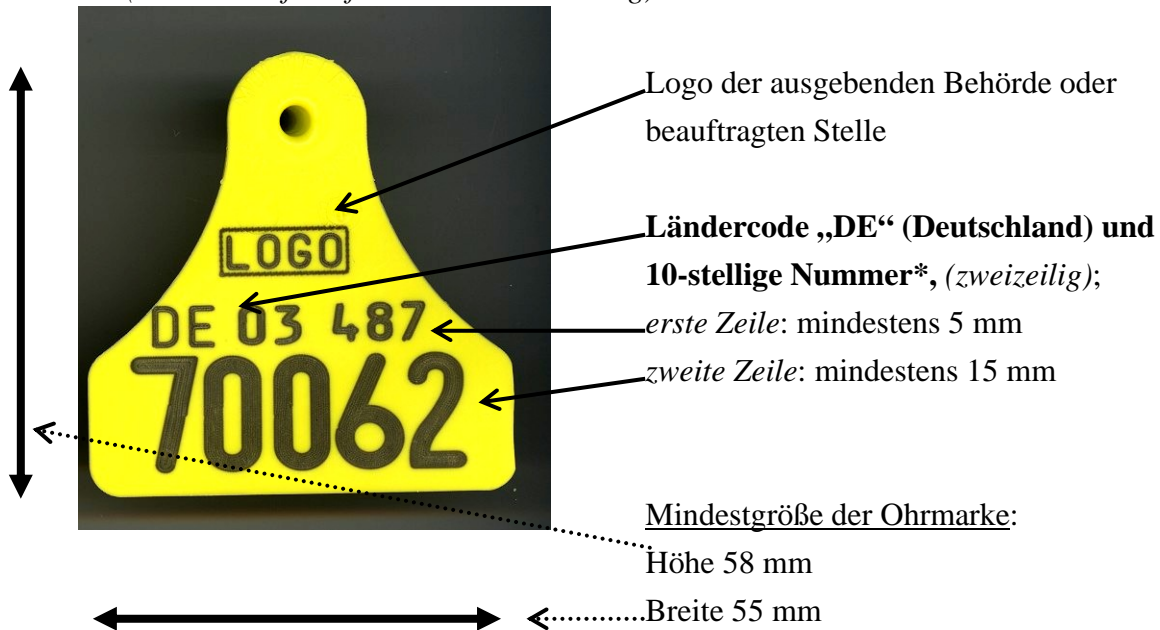 Logo der ausgebenden Behörde oder
beauftragten Stelle
LOGO
DE 03 487
70062
Ländercode „DE“ (Deutschland) und
10-stellige Nummer*, (zweizeilig);
erste Zeile: mindestens 5 mm
zweite Zeile: mindestens 15 mm
Mindestgröße der Ohrmarke:
Höhe 58 mm
Breite 55 mm